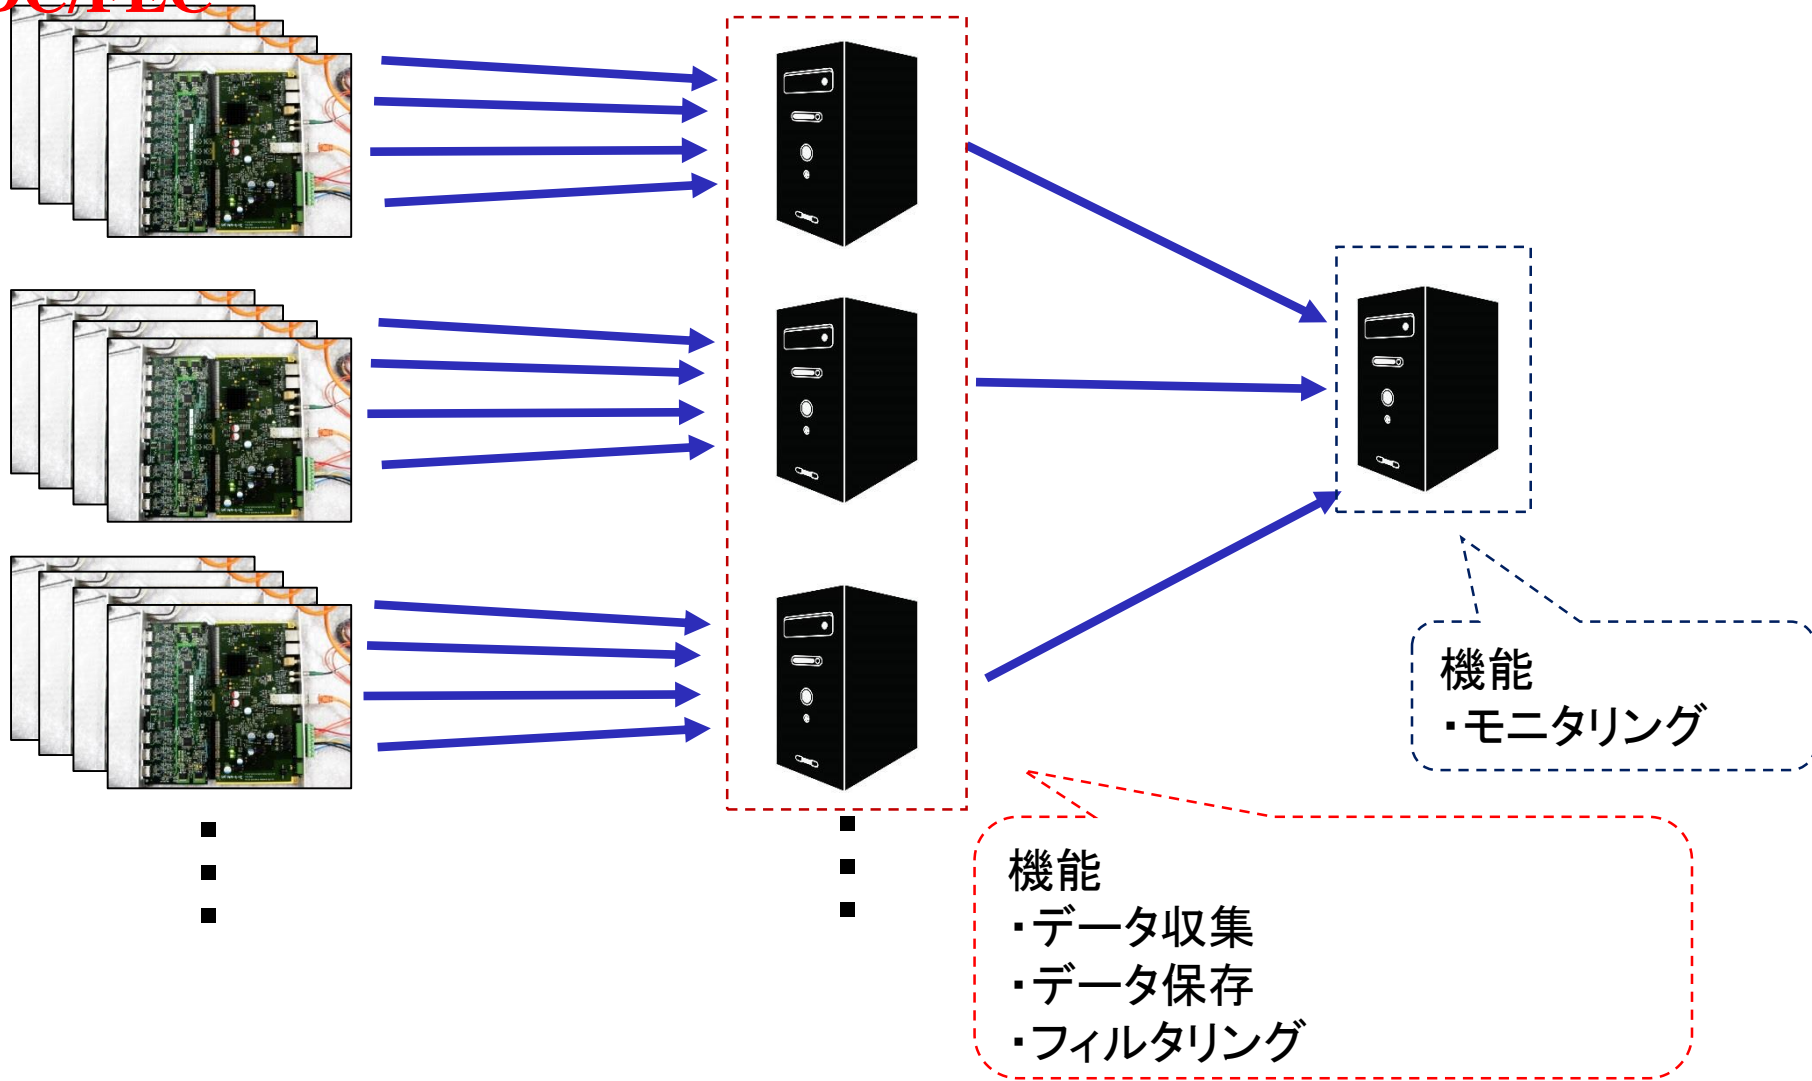 機能
・モニタリング
機能
・データ収集
・データ保存
・フィルタリング